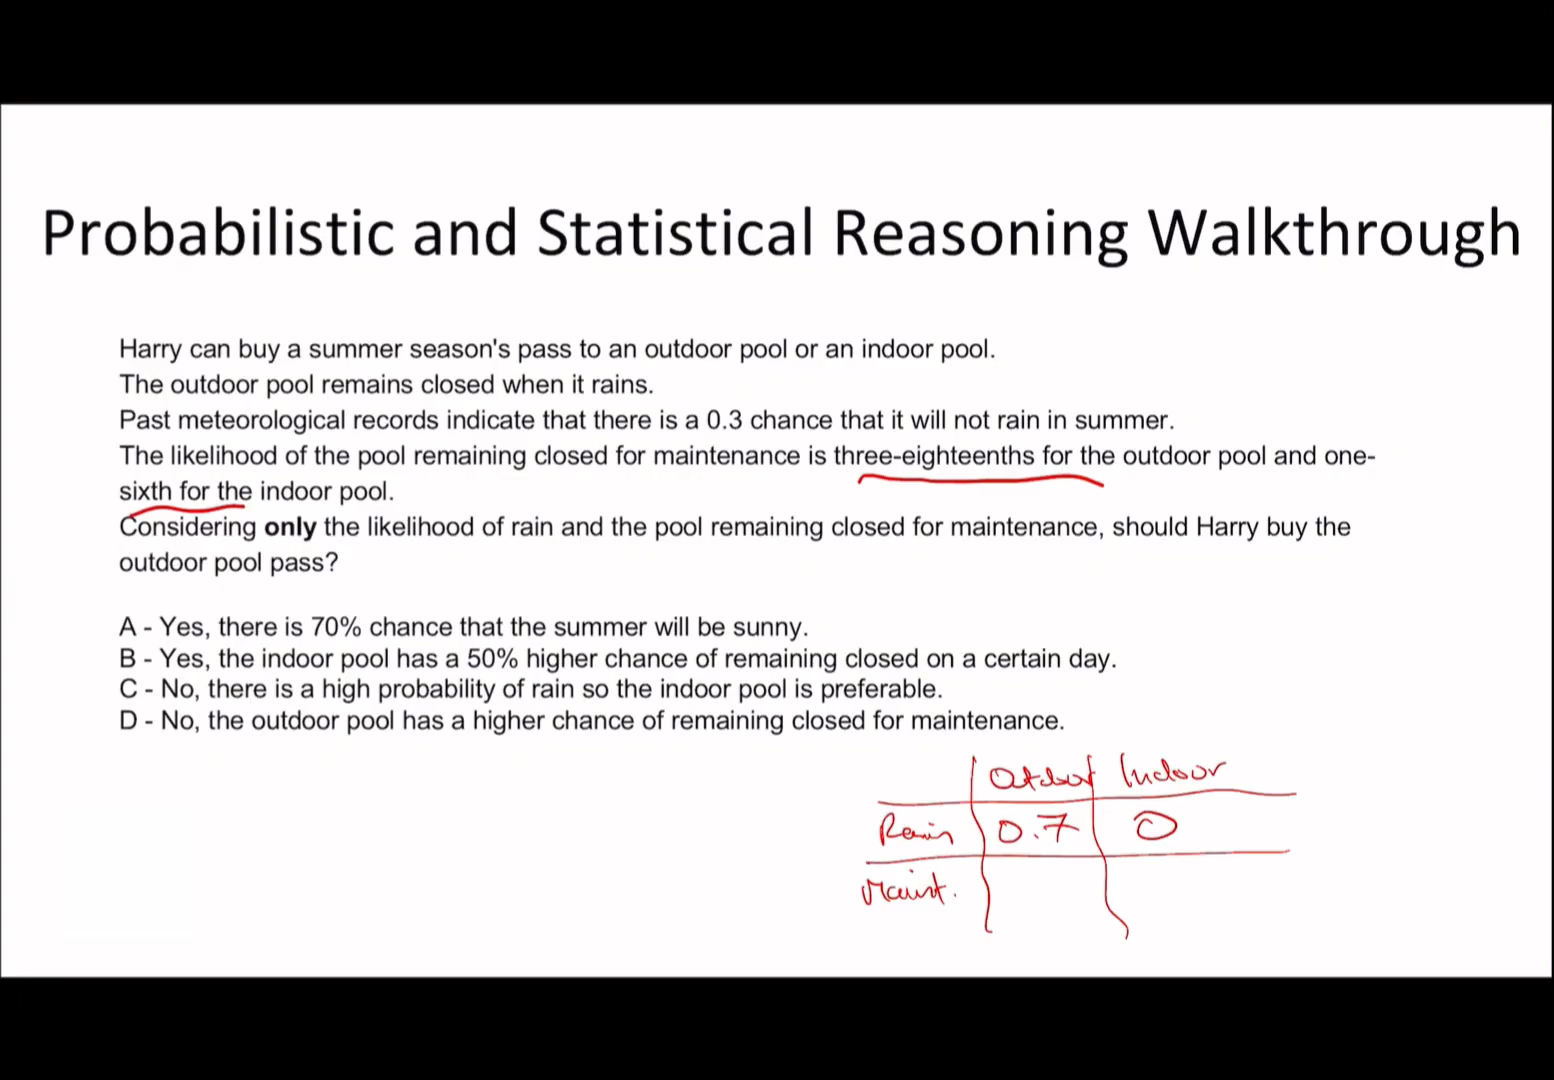 Probabilistic and Statistical Reasoning Walkthrough
Harry can buy a summer season's pass to an outdoor pool or an indoor pool.
The outdoor pool remains closed when it rains.
Past meteorological records indicate that there is a 0.3 chance that it will not rain in summer.
The likelihood of the pool remaining closed for maintenance is three-eighteenths for the outdoor pool and one-
sixth for the indoor pool.
Considering only the likelihood of rain and the pool remaining closed for maintenance, should Harry buy the
outdoor pool pass?
A - Yes, there is 70% chance that the summer will be sunny.
B - Yes, the indoor pool has a 50% higher chance of remaining closed on a certain day.
C - No, there is a high probability of rain so the indoor pool is preferable.
D - No, the outdoor pool has a higher chance of remaining closed for maintenance.
Indoor
Rain 0.7 0
Maint.